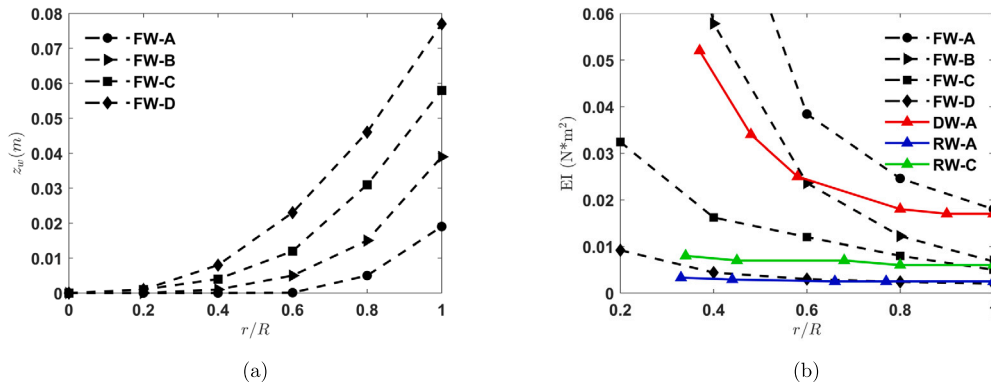 0.08
0.07
0.06
0.05
0.04
0.03
0.02
0.01
0
z_w(m)
FW-A
FW-B
FW-C
FW-D
0 0.2 0.4 0.6 0.8 1
r/R
(a)
0.06
0.05
0.04
0.03
0.02
0.01
0
EI (N*m²)
FW-A
FW-B
FW-C
FW-D
DW-A
RW-A
RW-C
0.2 0.4 0.6 0.8 1
r/R
(b)